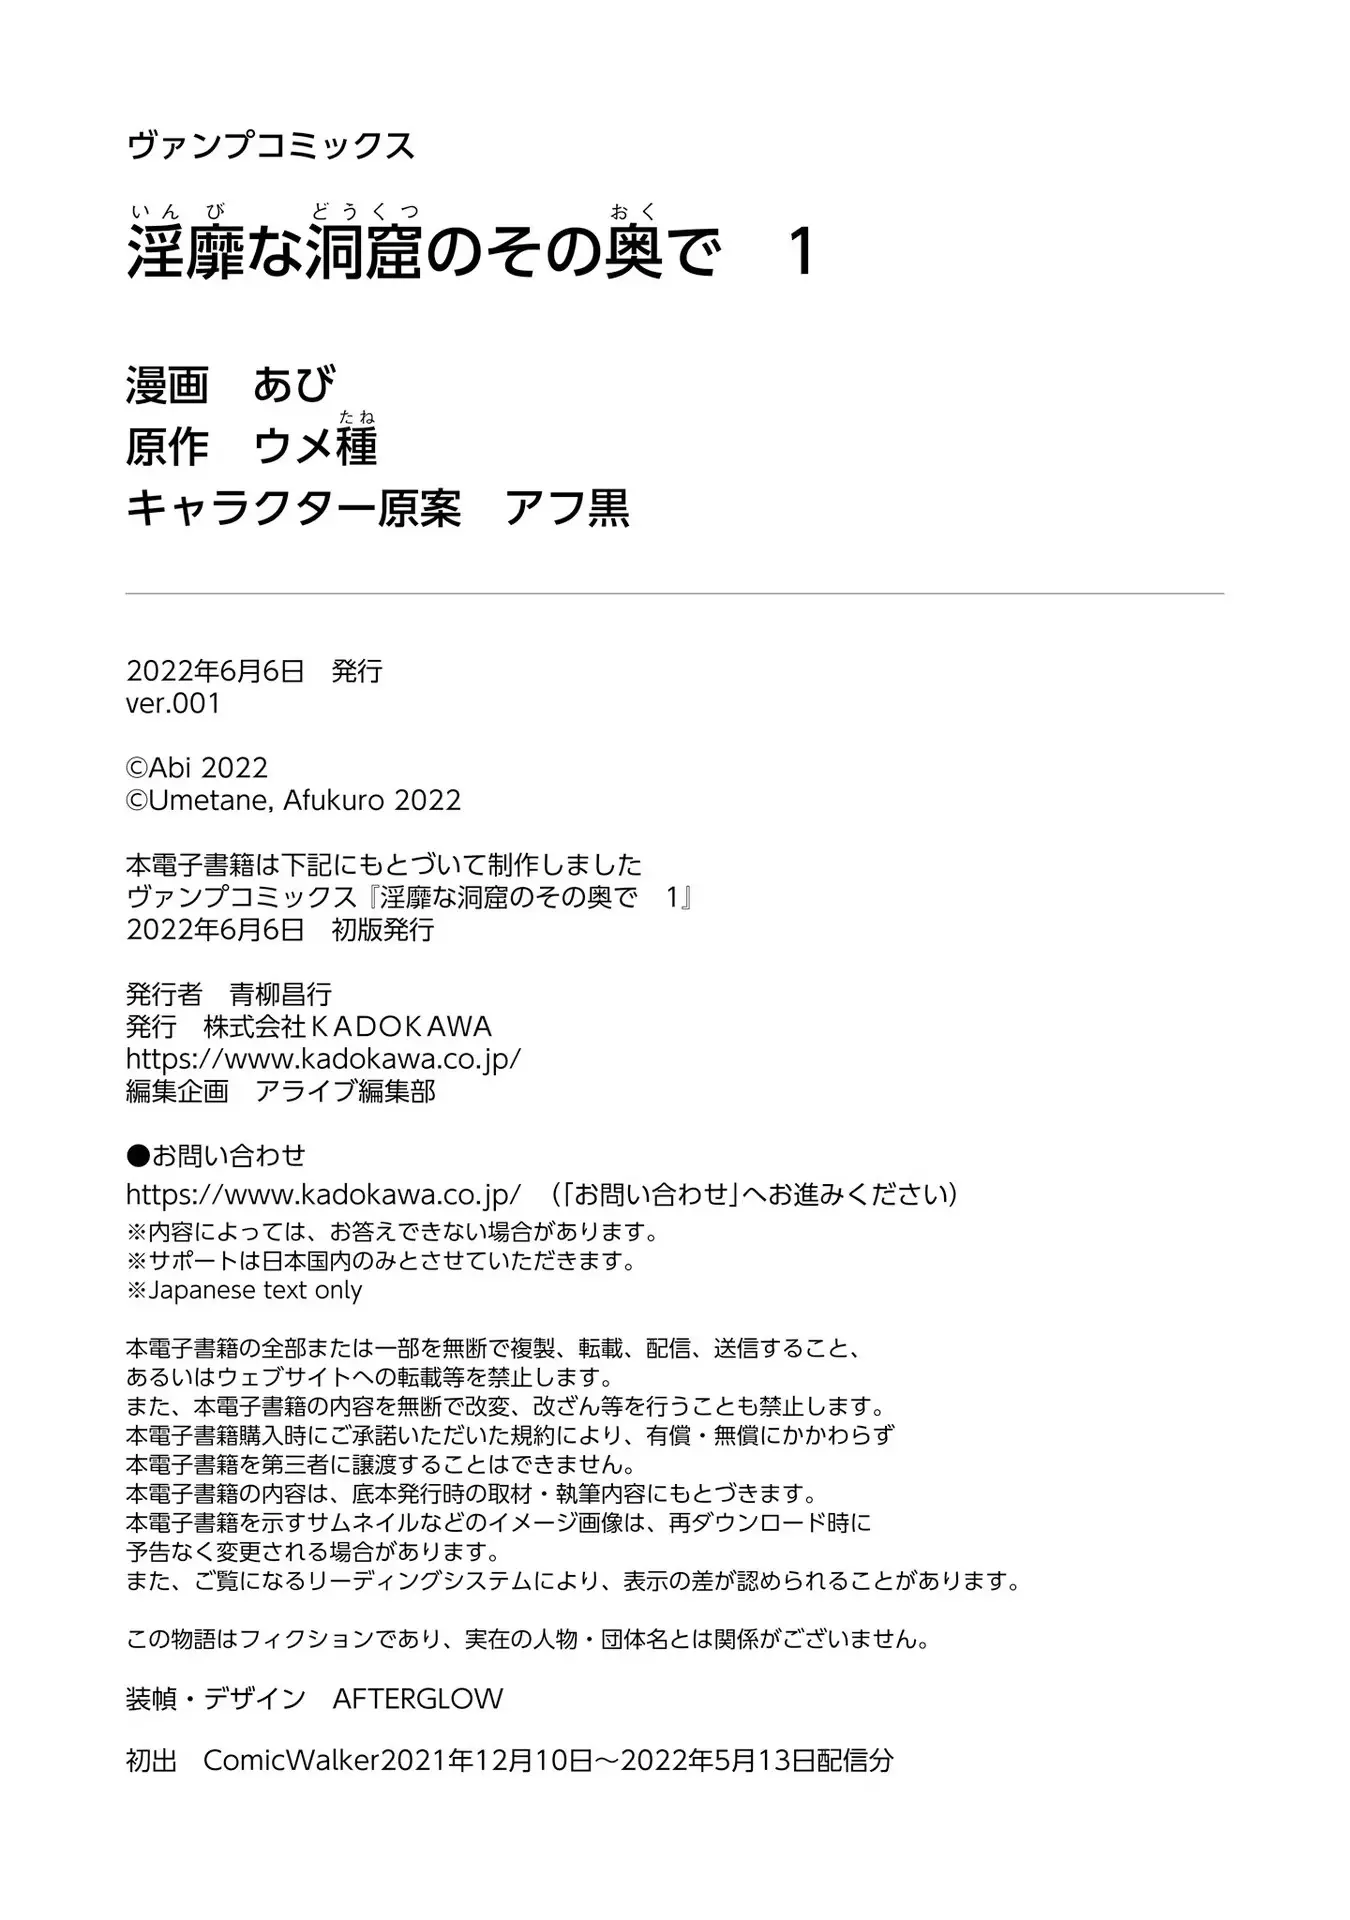 ヴァンプコミックス
いんび どうくつ おく
淫靡な洞窟のその奥で　1
漫画　あび
たね
原作　ウメ種
キャラクター原案　アフ黒
2022年6月6日　発行
ver.001
©Abi 2022
©Umetane, Afukuro 2022
本電子書籍は下記にもとづいて制作しました
ヴァンプコミックス『淫靡な洞窟のその奥で　1』
2022年6月6日　初版発行
発行者　青柳昌行
発行　株式会社ＫＡＤＯＫＡＷＡ
https://www.kadokawa.co.jp/
編集企画　アライブ編集部
●お問い合わせ
https://www.kadokawa.co.jp/　（「お問い合わせ」へお進みください）
※内容によっては、お答えできない場合があります。
※サポートは日本国内のみとさせていただきます。
※Japanese text only
本電子書籍の全部または一部を無断で複製、転載、配信、送信すること、
あるいはウェブサイトへの転載等を禁止します。
また、本電子書籍の内容を無断で改変、改ざん等を行うことも禁止します。
本電子書籍購入時にご承諾いただいた規約により、有償・無償にかかわらず
本電子書籍を第三者に譲渡することはできません。
本電子書籍の内容は、底本発行時の取材・執筆内容にもとづきます。
本電子書籍を示すサムネイルなどのイメージ画像は、再ダウンロード時に
予告なく変更される場合があります。
また、ご覧になるリーディングシステムにより、表示の差が認められることがあります。
この物語はフィクションであり、実在の人物・団体名とは関係がございません。
装幀・デザイン　AFTERGLOW
初出　ComicWalker2021年12月10日～2022年5月13日配信分